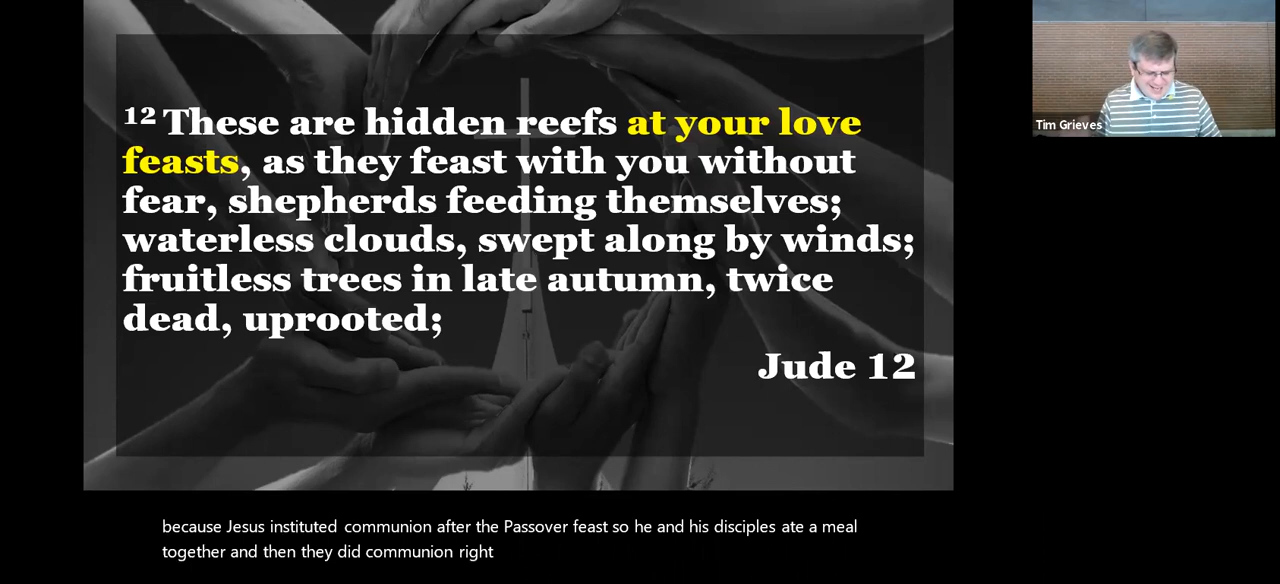 ¹² These are hidden reefs at your love
feasts, as they feast with you without
fear, shepherds feeding themselves;
waterless clouds, swept along by winds;
fruitless trees in late autumn, twice
dead, uprooted;
Jude 12
Tim Grieves
because Jesus instituted communion after the Passover feast so he and his disciples ate a meal
together and then they did communion right